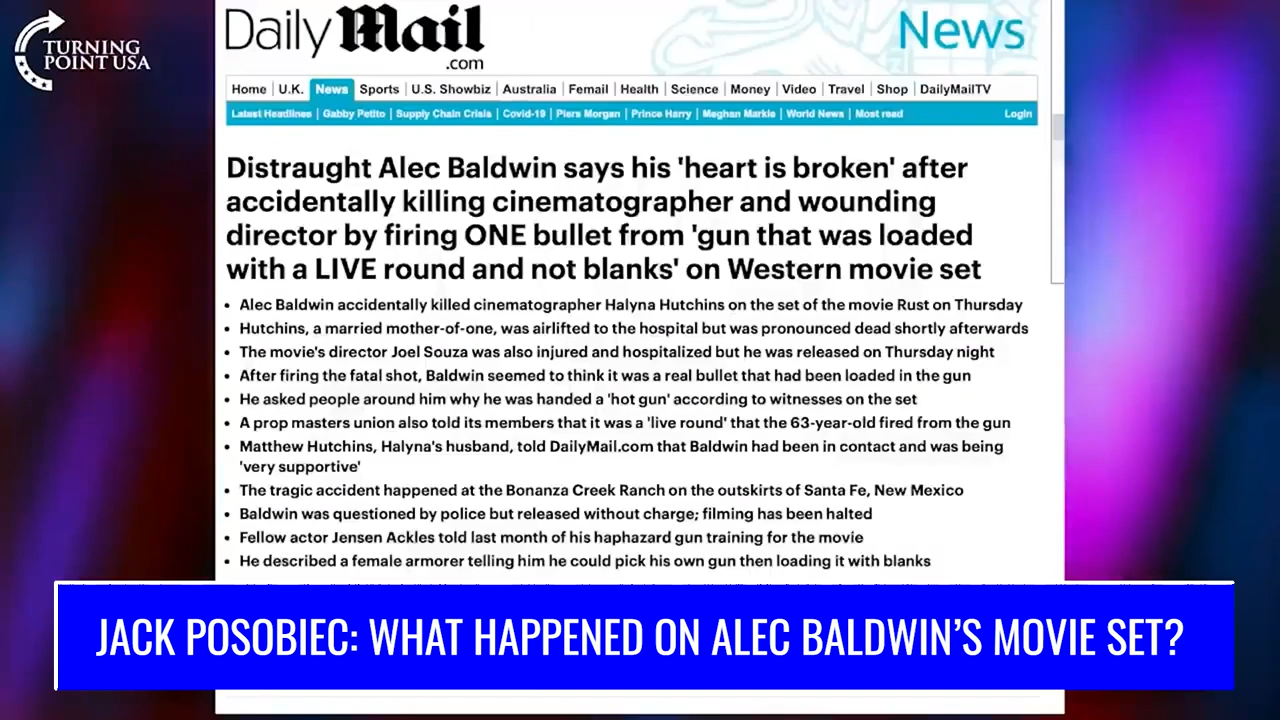 TURNING
POINT USA
Daily Mail
.com
News
Home | U.K. | News | Sports | U.S. Showbiz | Australia | Femail | Health | Science | Money | Video | Travel | Shop | DailyMailTV
Latest Headlines | Gabby Petito | Supply Chain Crisis | Covid-19 | Piers Morgan | Prince Harry | Meghan Markle | World News | Most read Login
Distraught Alec Baldwin says his 'heart is broken' after
accidentally killing cinematographer and wounding
director by firing ONE bullet from 'gun that was loaded
with a LIVE round and not blanks' on Western movie set
• Alec Baldwin accidentally killed cinematographer Halyna Hutchins on the set of the movie Rust on Thursday
• Hutchins, a married mother-of-one, was airlifted to the hospital but was pronounced dead shortly afterwards
• The movie's director Joel Souza was also injured and hospitalized but he was released on Thursday night
• After firing the fatal shot, Baldwin seemed to think it was a real bullet that had been loaded in the gun
• He asked people around him why he was handed a 'hot gun' according to witnesses on the set
• A prop masters union also told its members that it was a 'live round' that the 63-year-old fired from the gun
• Matthew Hutchins, Halyna's husband, told DailyMail.com that Baldwin had been in contact and was being
'very supportive'
• The tragic accident happened at the Bonanza Creek Ranch on the outskirts of Santa Fe, New Mexico
• Baldwin was questioned by police but released without charge; filming has been halted
• Fellow actor Jensen Ackles told last month of his haphazard gun training for the movie
• He described a female armorer telling him he could pick his own gun then loading it with blanks
JACK POSOBIEC: WHAT HAPPENED ON ALEC BALDWIN'S MOVIE SET?